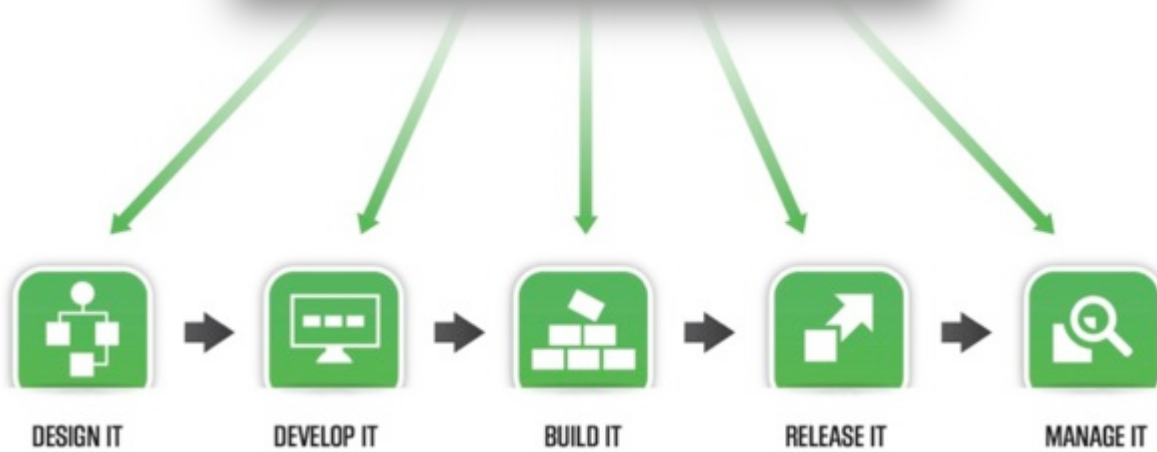 DESIGN IT
DEVELOP IT
BUILD IT
RELEASE IT
MANAGE IT